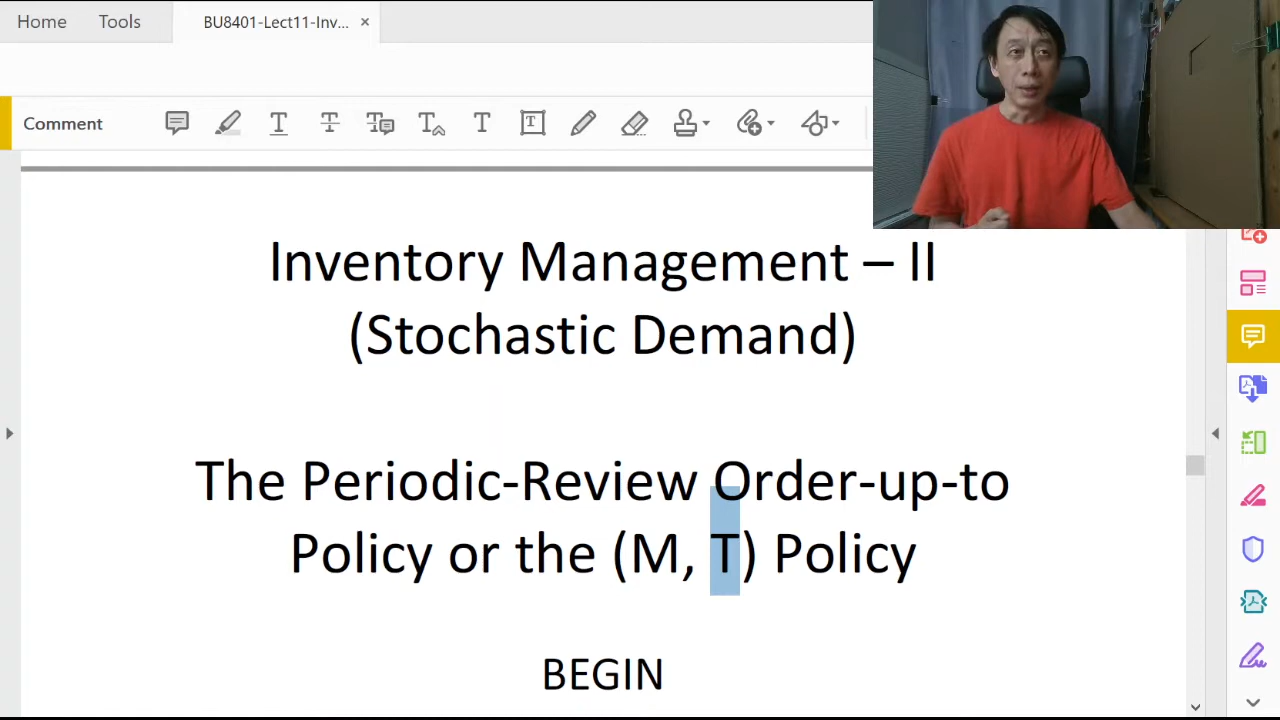 Home Tools BU8401-Lect11-Inv... ×
Comment
Inventory Management – II
(Stochastic Demand)
The Periodic-Review Order-up-to
Policy or the (M, T) Policy
BEGIN